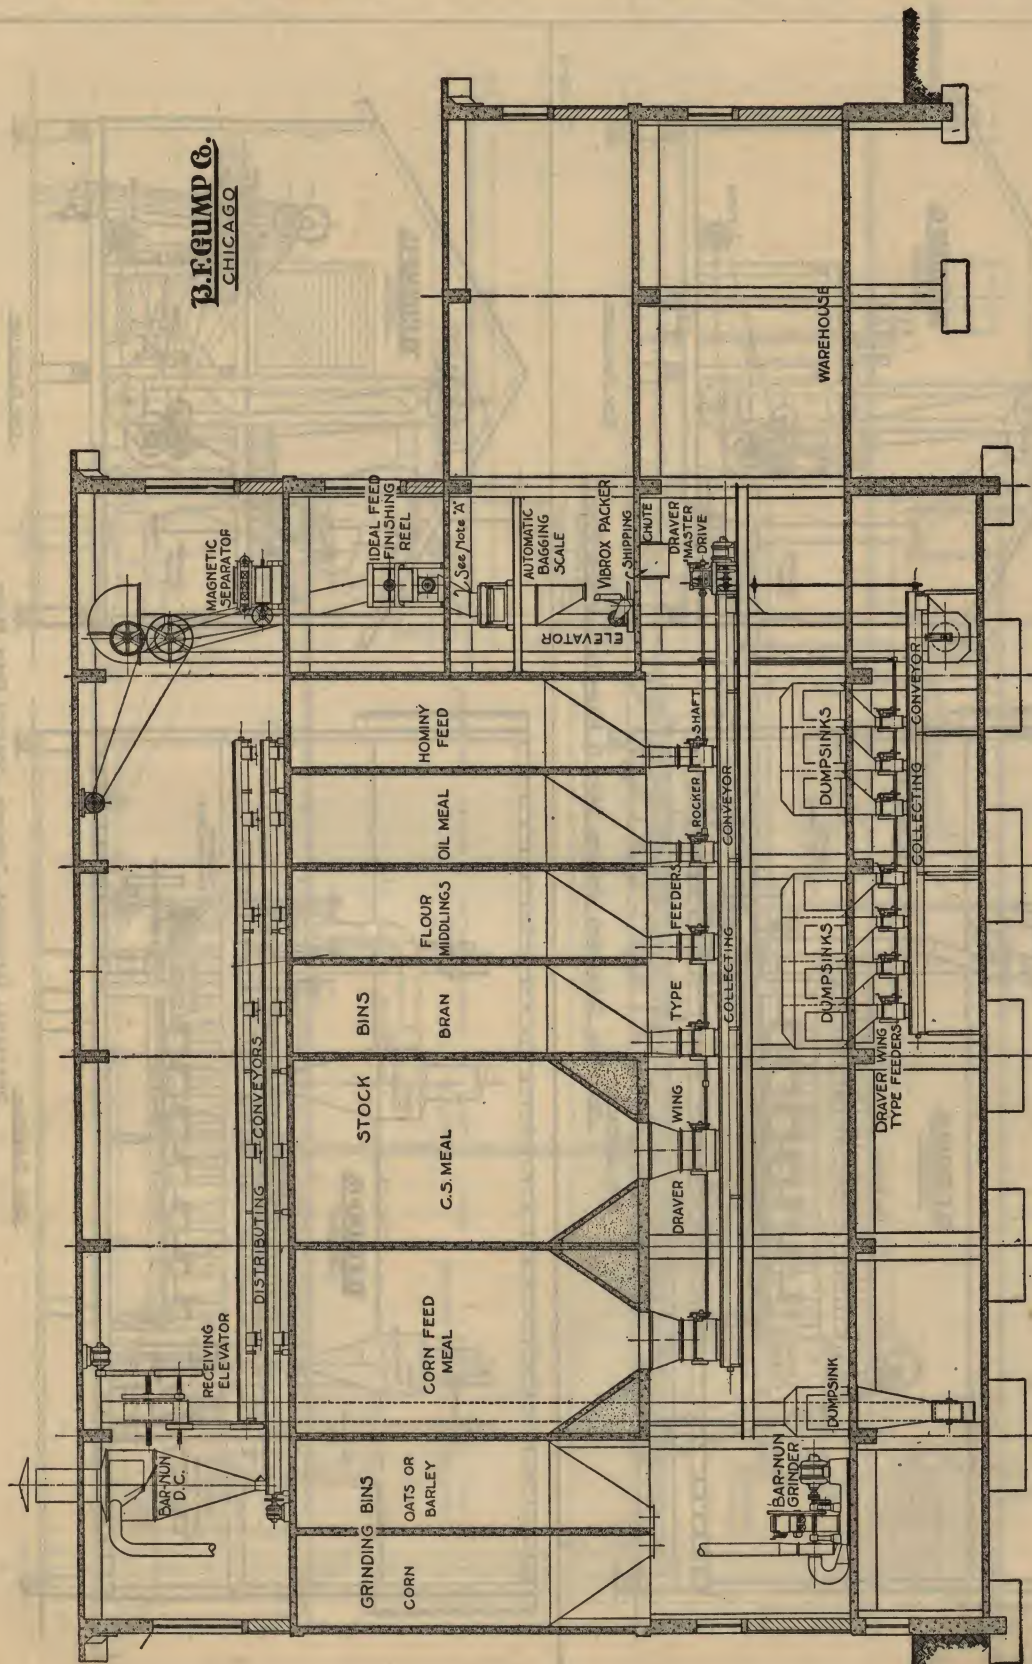 B.F. GUMP Co.
CHICAGO
MAGNETIC
SEPARATOR
IDEAL FEED
FINISHING
REEL
See Note "A"
AUTOMATIC
BAGGING
SCALE
ELEVATOR
VIBROX PACKER
SHIPPING
CHUTE
DRAVER
MASTER
DRIVE
WAREHOUSE
RECEIVING
ELEVATOR
DISTRIBUTING CONVEYORS
BAR-NUN
D.C.
GRINDING BINS
CORN
OATS OR
BARLEY
STOCK BINS
CORN FEED
MEAL
C.S. MEAL
BRAN
FLOUR
MIDDLINGS
OIL MEAL
HOMINY
FEED
DRAVER WING TYPE FEEDERS
ROCKER SHAFT
COLLECTING CONVEYOR
BAR-NUN
GRINDER
DUMPSINK
DUMPSINKS
DUMPSINKS
DRAVER WING
TYPE FEEDERS
COLLECTING CONVEYOR